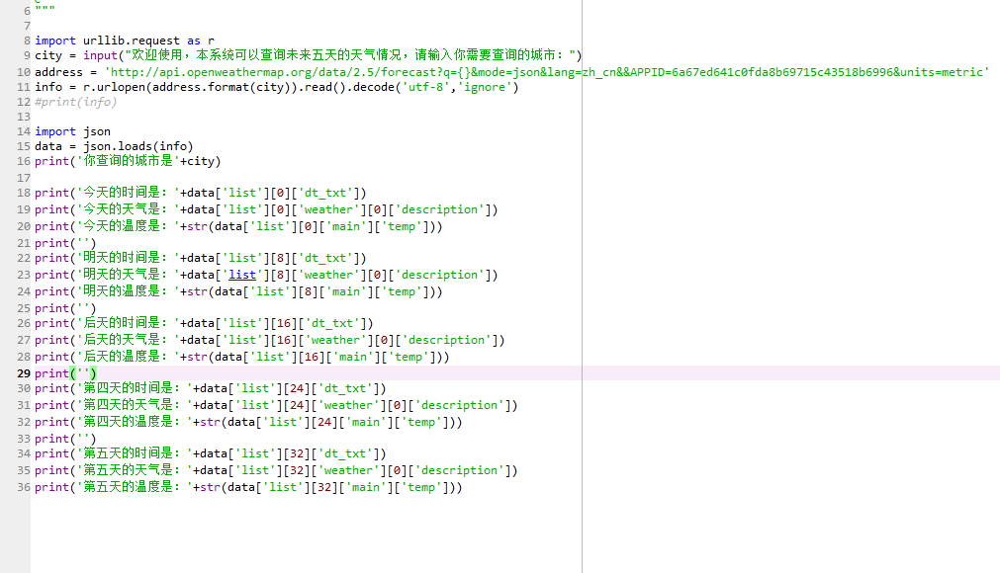 6 """
7
8 import urllib.request as r
9 city = input("欢迎使用，本系统可以查询未来五天的天气情况，请输入你需要查询的城市：")
10 address = 'http://api.openweathermap.org/data/2.5/forecast?q={}&mode=json&lang=zh_cn&&APPID=6a67ed641c0fda8b69715c43518b6996&units=metric'
11 info = r.urlopen(address.format(city)).read().decode('utf-8','ignore')
12 #print(info)
13
14 import json
15 data = json.loads(info)
16 print('你查询的城市是'+city)
17
18 print('今天的时间是：'+data['list'][0]['dt_txt'])
19 print('今天的天气是：'+data['list'][0]['weather'][0]['description'])
20 print('今天的温度是：'+str(data['list'][0]['main']['temp']))
21 print('')
22 print('明天的时间是：'+data['list'][8]['dt_txt'])
23 print('明天的天气是：'+data['list'][8]['weather'][0]['description'])
24 print('明天的温度是：'+str(data['list'][8]['main']['temp']))
25 print('')
26 print('后天的时间是：'+data['list'][16]['dt_txt'])
27 print('后天的天气是：'+data['list'][16]['weather'][0]['description'])
28 print('后天的温度是：'+str(data['list'][16]['main']['temp']))
29 print('')
30 print('第四天的时间是：'+data['list'][24]['dt_txt'])
31 print('第四天的天气是：'+data['list'][24]['weather'][0]['description'])
32 print('第四天的温度是：'+str(data['list'][24]['main']['temp']))
33 print('')
34 print('第五天的时间是：'+data['list'][32]['dt_txt'])
35 print('第五天的天气是：'+data['list'][32]['weather'][0]['description'])
36 print('第五天的温度是：'+str(data['list'][32]['main']['temp']))